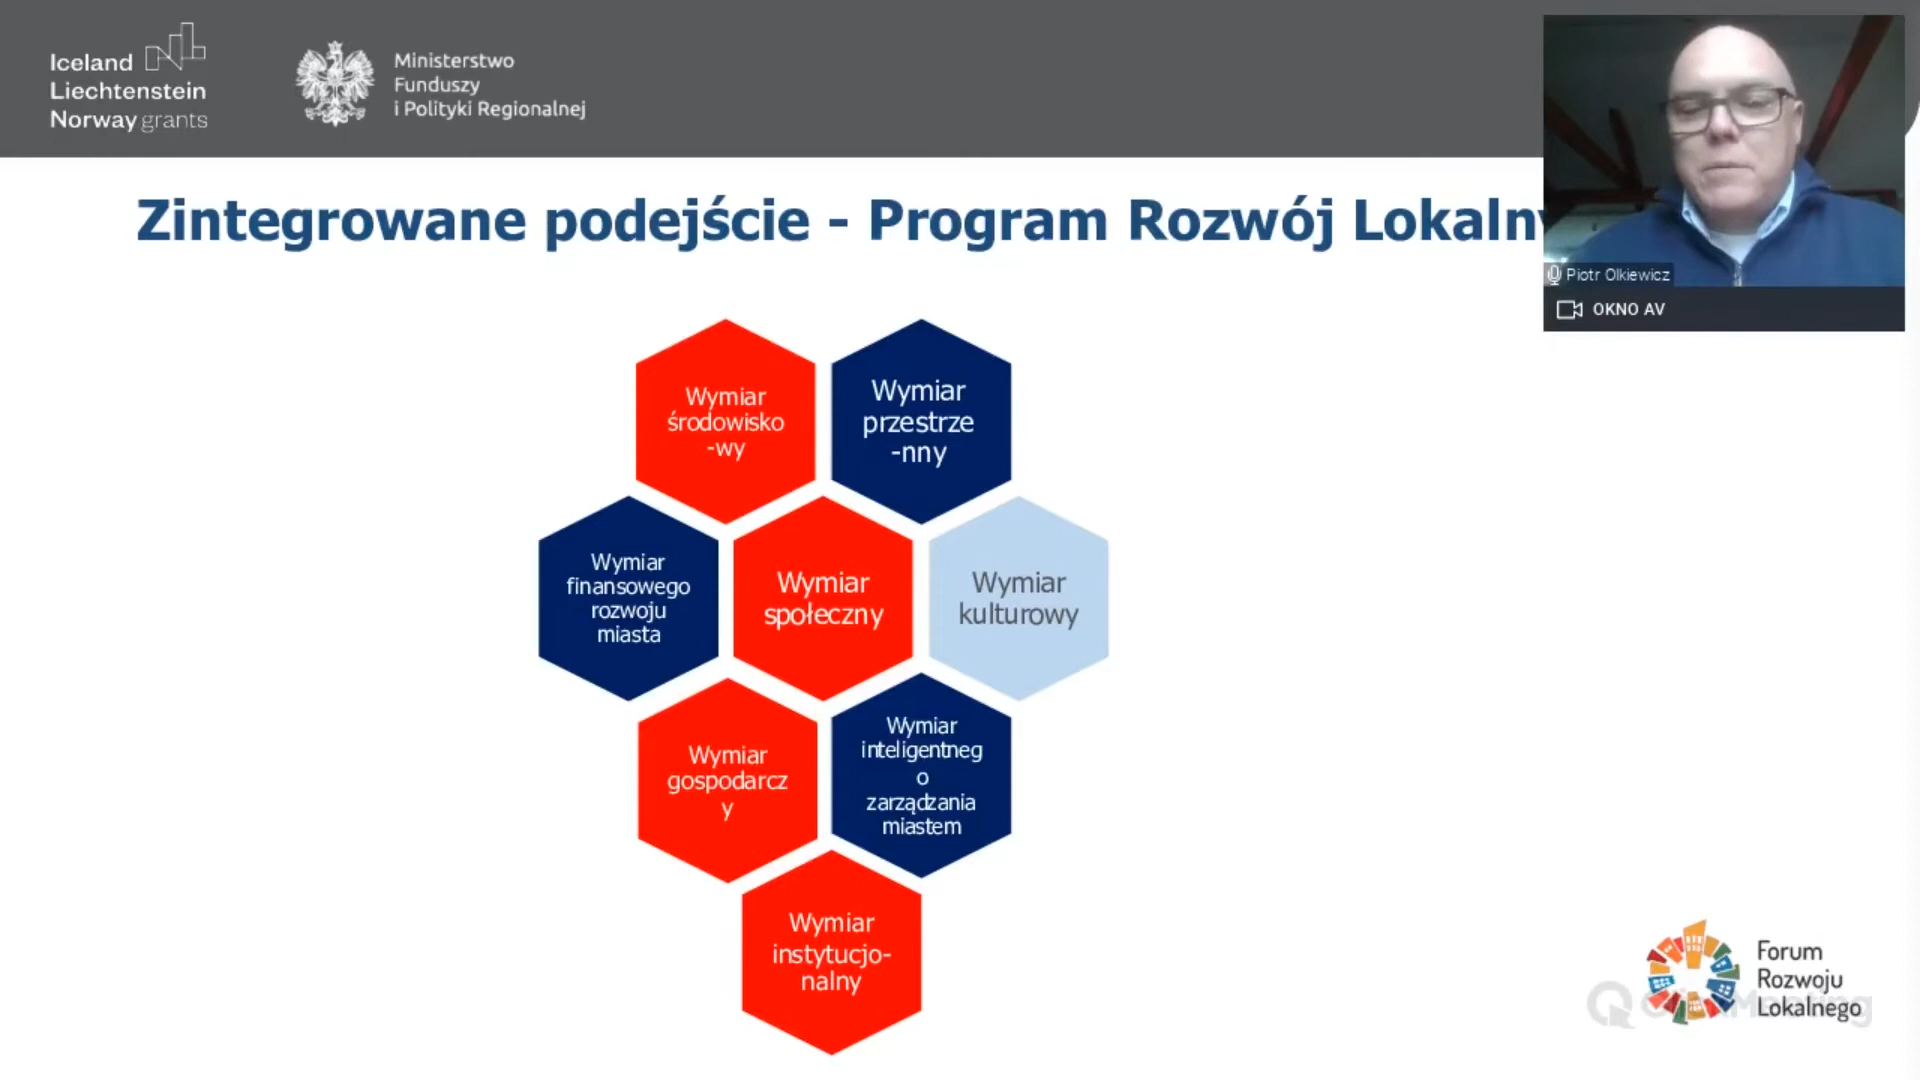 Iceland
Liechtenstein
Norway grants
Ministerstwo
Funduszy
i Polityki Regionalnej
Zintegrowane podejście - Program Rozwój Lokalny
Piotr Olkiewicz
OKNO AV
Wymiar
środowisko
-wy
Wymiar
przestrze
-nny
Wymiar
finansowego
rozwoju
miasta
Wymiar
społeczny
Wymiar
kulturowy
Wymiar
gospodarcz
y
Wymiar
inteligentneg
o
zarządzania
miastem
Wymiar
instytucjo-
nalny
Forum
Rozwoju
Lokalnego